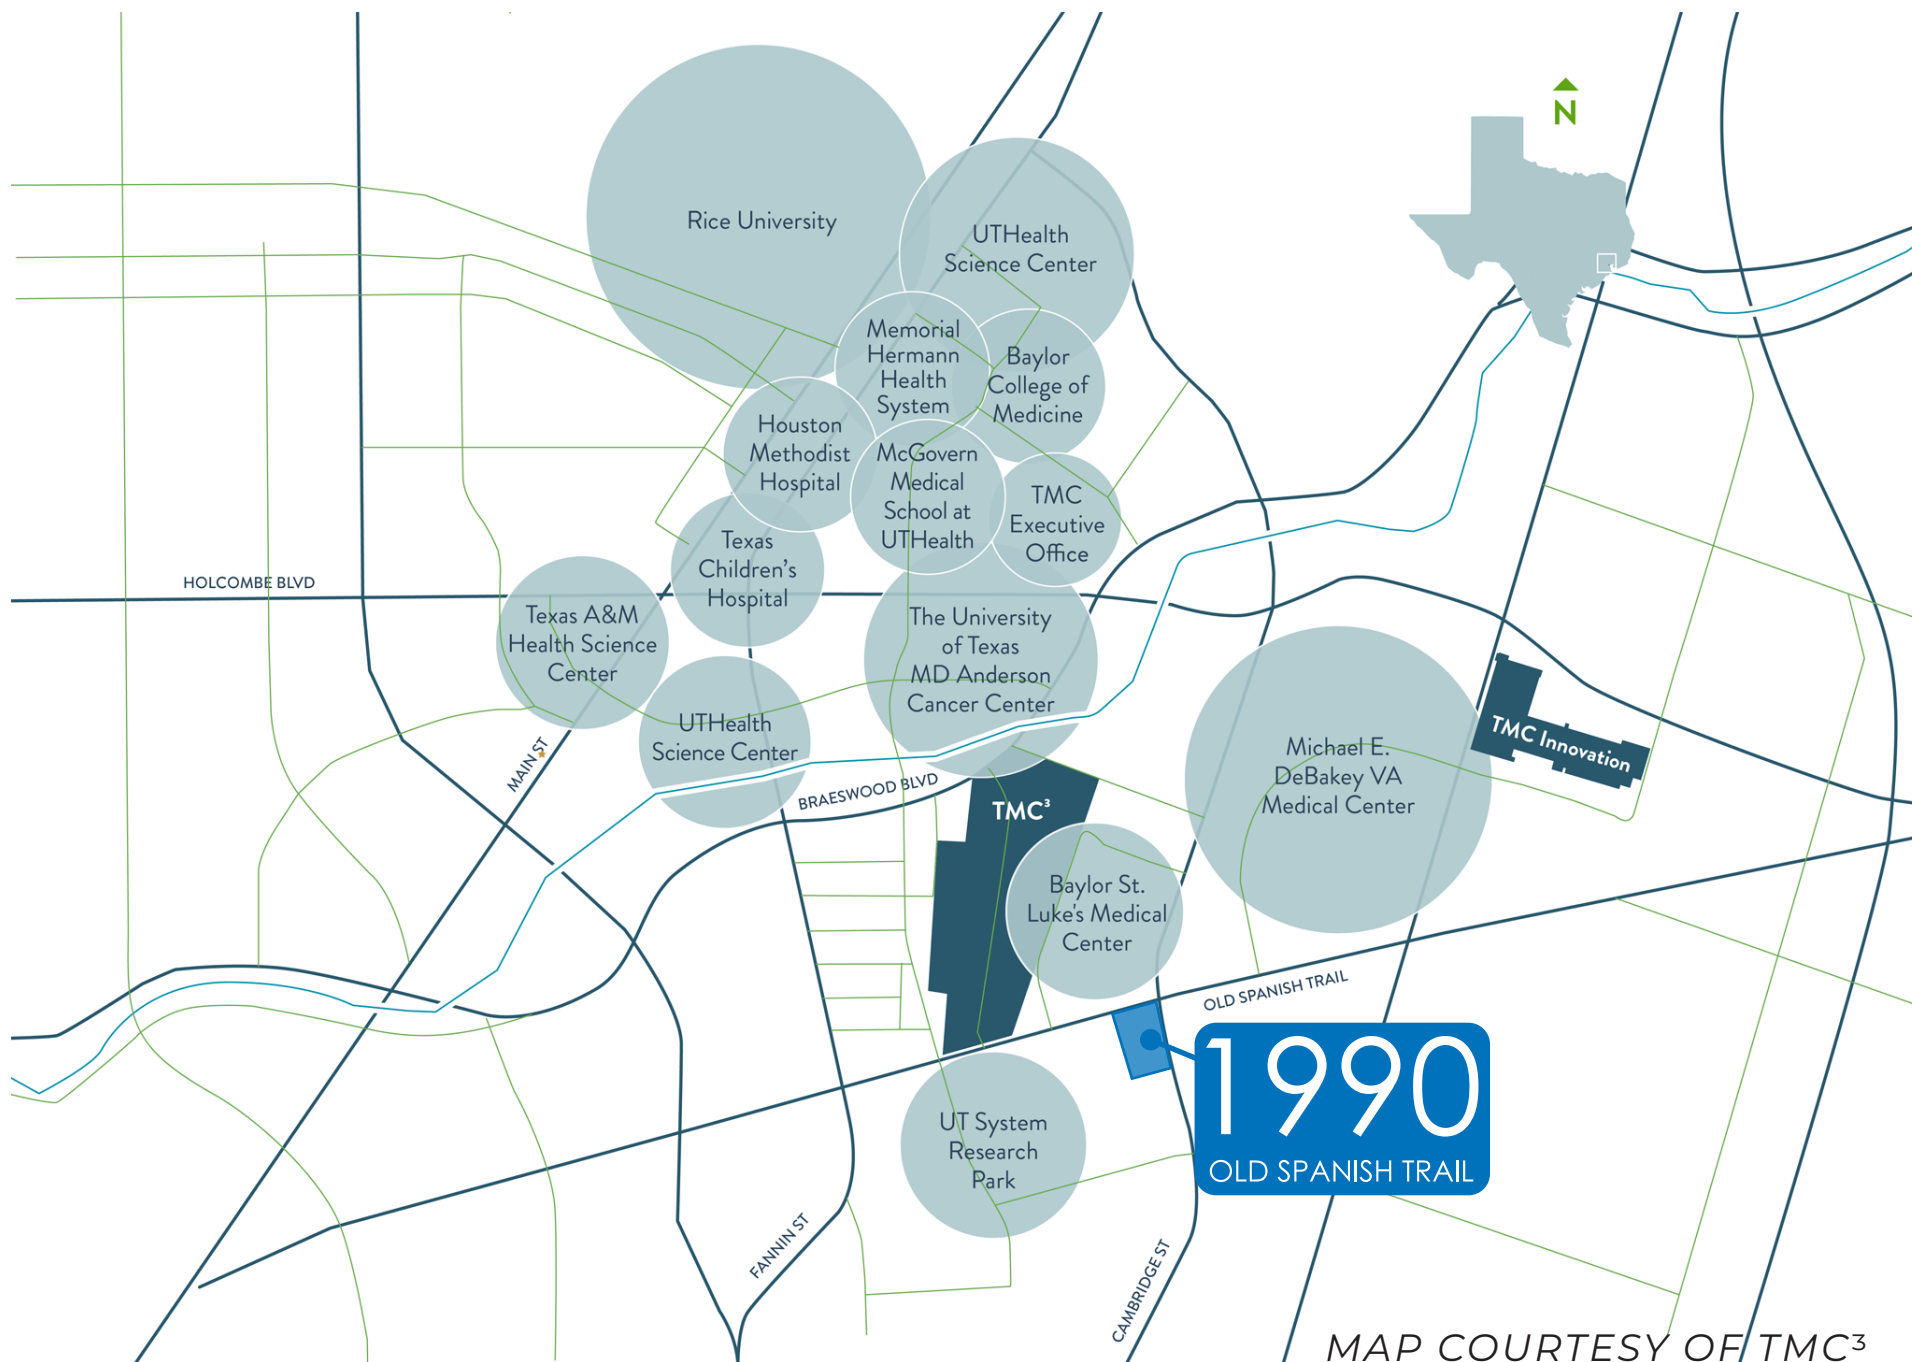 N
Rice University
UTHealth
Science Center
Memorial
Hermann
Health
System
Baylor
College of
Medicine
Houston
Methodist
Hospital
McGovern
Medical
School at
UTHealth
TMC
Executive
Office
Texas
Children's
Hospital
HOLCOMBE BLVD
Texas A&M
Health Science
Center
The University
of Texas
MD Anderson
Cancer Center
UTHealth
Science Center
MAIN ST
BRAESWOOD BLVD
TMC³
Michael E.
DeBakey VA
Medical Center
TMC Innovation
Baylor St.
Luke's Medical
Center
OLD SPANISH TRAIL
1990
OLD SPANISH TRAIL
UT System
Research
Park
FANNIN ST
CAMBRIDGE ST
MAP COURTESY OF TMC³